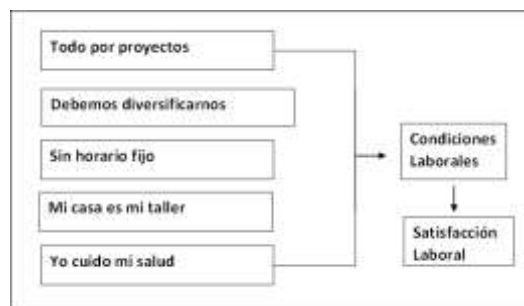 Todo por proyectos
Debemos diversificarnos
Sin horario fijo
Mi casa es mi taller
Yo cuido mi salud
Condiciones
Laborales
Satisfacción
Laboral